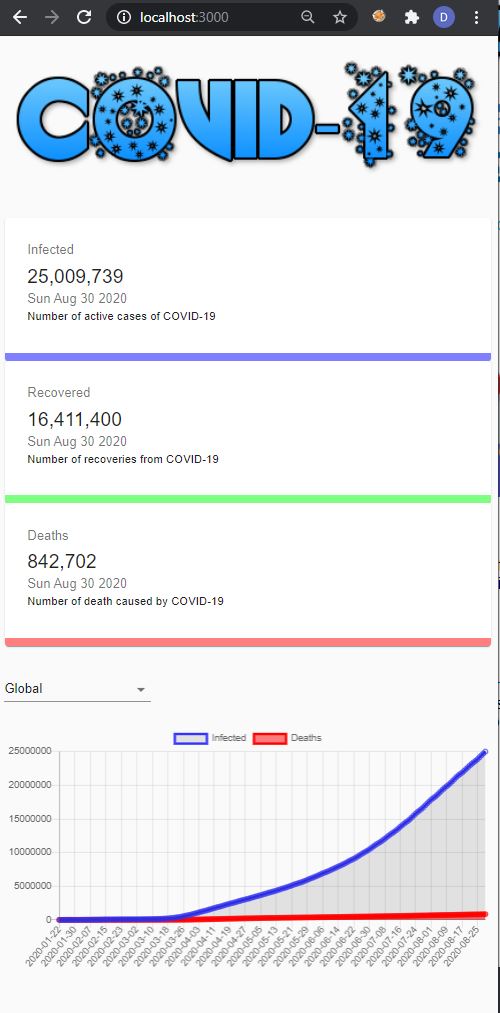 localhost:3000
D
COVID-19
Infected
25,009,739
Sun Aug 30 2020
Number of active cases of COVID-19
Recovered
16,411,400
Sun Aug 30 2020
Number of recoveries from COVID-19
Deaths
842,702
Sun Aug 30 2020
Number of death caused by COVID-19
Global
Infected Deaths
25000000
20000000
15000000
10000000
5000000
0
2020-01-22 2020-01-30 2020-02-07 2020-02-15 2020-02-23 2020-03-02 2020-03-10 2020-03-18 2020-03-26 2020-04-03 2020-04-11 2020-04-19 2020-04-27 2020-05-05 2020-05-13 2020-05-21 2020-05-29 2020-06-06 2020-06-14 2020-06-22 2020-06-30 2020-07-08 2020-07-16 2020-07-24 2020-08-01 2020-08-09 2020-08-17 2020-08-25